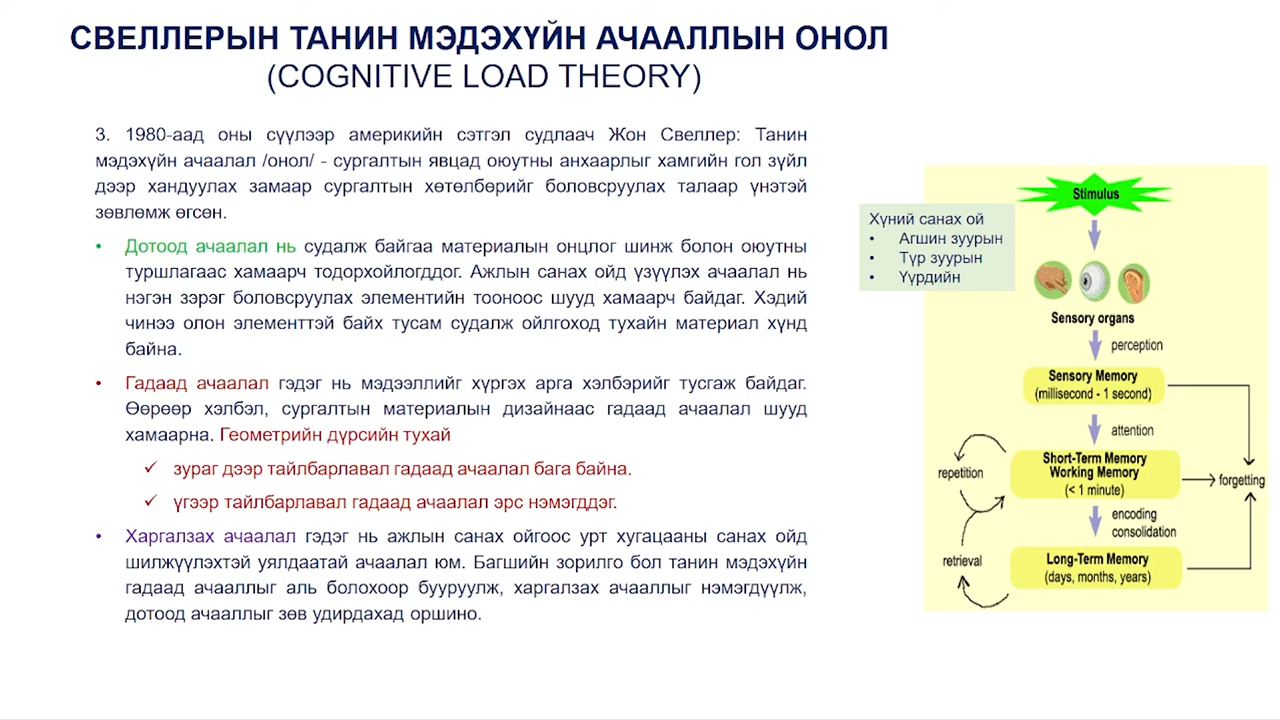 СВЕЛЛЕРЫН ТАНИН МЭДЭХҮЙН АЧААЛЛЫН ОНОЛ
(COGNITIVE LOAD THEORY)
3. 1980-аад оны сүүлээр америкийн сэтгэл судлаач Жон Свеллер: Танин
мэдэхүйн ачаалал /онол/ - сургалтын явцад оюутны анхаарлыг хамгийн гол зүйл
дээр хандуулах замаар сургалтын хөтөлбөрийг боловсруулах талаар үнэтэй
зөвлөмж өгсөн.
• Дотоод ачаалал нь судалж байгаа материалын онцлог шинж болон оюутны
туршлагаас хамаарч тодорхойлогддог. Ажлын санах ойд үзүүлэх ачаалал нь
нэгэн зэрэг боловсруулах элементийн тооноос шууд хамаарч байдаг. Хэдий
чинээ олон элементтэй байх тусам судалж ойлгоход тухайн материал хүнд
байна.
• Гадаад ачаалал гэдэг нь мэдээллийг хүргэх арга хэлбэрийг тусгаж байдаг.
Өөрөөр хэлбэл, сургалтын материалын дизайнаас гадаад ачаалал шууд
хамаарна. Геометрийн дүрсийн тухай
✓ зураг дээр тайлбарлавал гадаад ачаалал бага байна.
✓ үгээр тайлбарлавал гадаад ачаалал эрс нэмэгддэг.
• Харгалзах ачаалал гэдэг нь ажлын санах ойгоос урт хугацааны санах ойд
шилжүүлэхтэй уялдаатай ачаалал юм. Багшийн зорилго бол танин мэдэхүйн
гадаад ачааллыг аль болохоор бууруулж, харгалзах ачааллыг нэмэгдүүлж,
дотоод ачааллыг зөв удирдахад оршино.
Хүний санах ой
• Агшин зуурын
• Түр зуурын
• Үүрдийн
Stimulus
Sensory organs
perception
Sensory Memory
(millisecond - 1 second)
attention
Short-Term Memory
Working Memory
(< 1 minute)
repetition
forgetting
encoding
consolidation
retrieval
Long-Term Memory
(days, months, years)